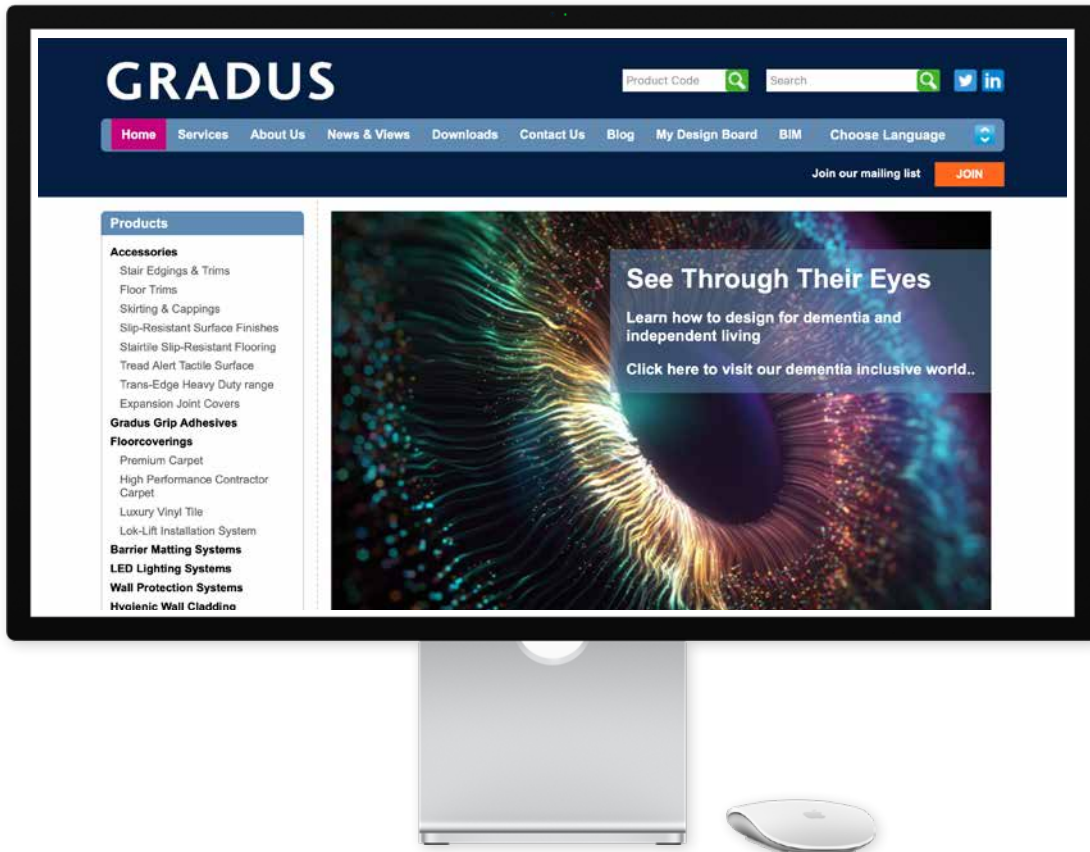 GRADUS
Product Code
Search
in
Home Services About Us News & Views Downloads Contact Us Blog My Design Board BIM Choose Language
Join our mailing list JOIN
Products
Accessories
Stair Edgings & Trims
Floor Trims
Skirting & Cappings
Slip-Resistant Surface Finishes
Stairtile Slip-Resistant Flooring
Tread Alert Tactile Surface
Trans-Edge Heavy Duty range
Expansion Joint Covers
Gradus Grip Adhesives
Floorcoverings
Premium Carpet
High Performance Contractor
Carpet
Luxury Vinyl Tile
Lok-Lift Installation System
Barrier Matting Systems
LED Lighting Systems
Wall Protection Systems
Hygienic Wall Cladding
See Through Their Eyes
Learn how to design for dementia and
independent living
Click here to visit our dementia inclusive world..